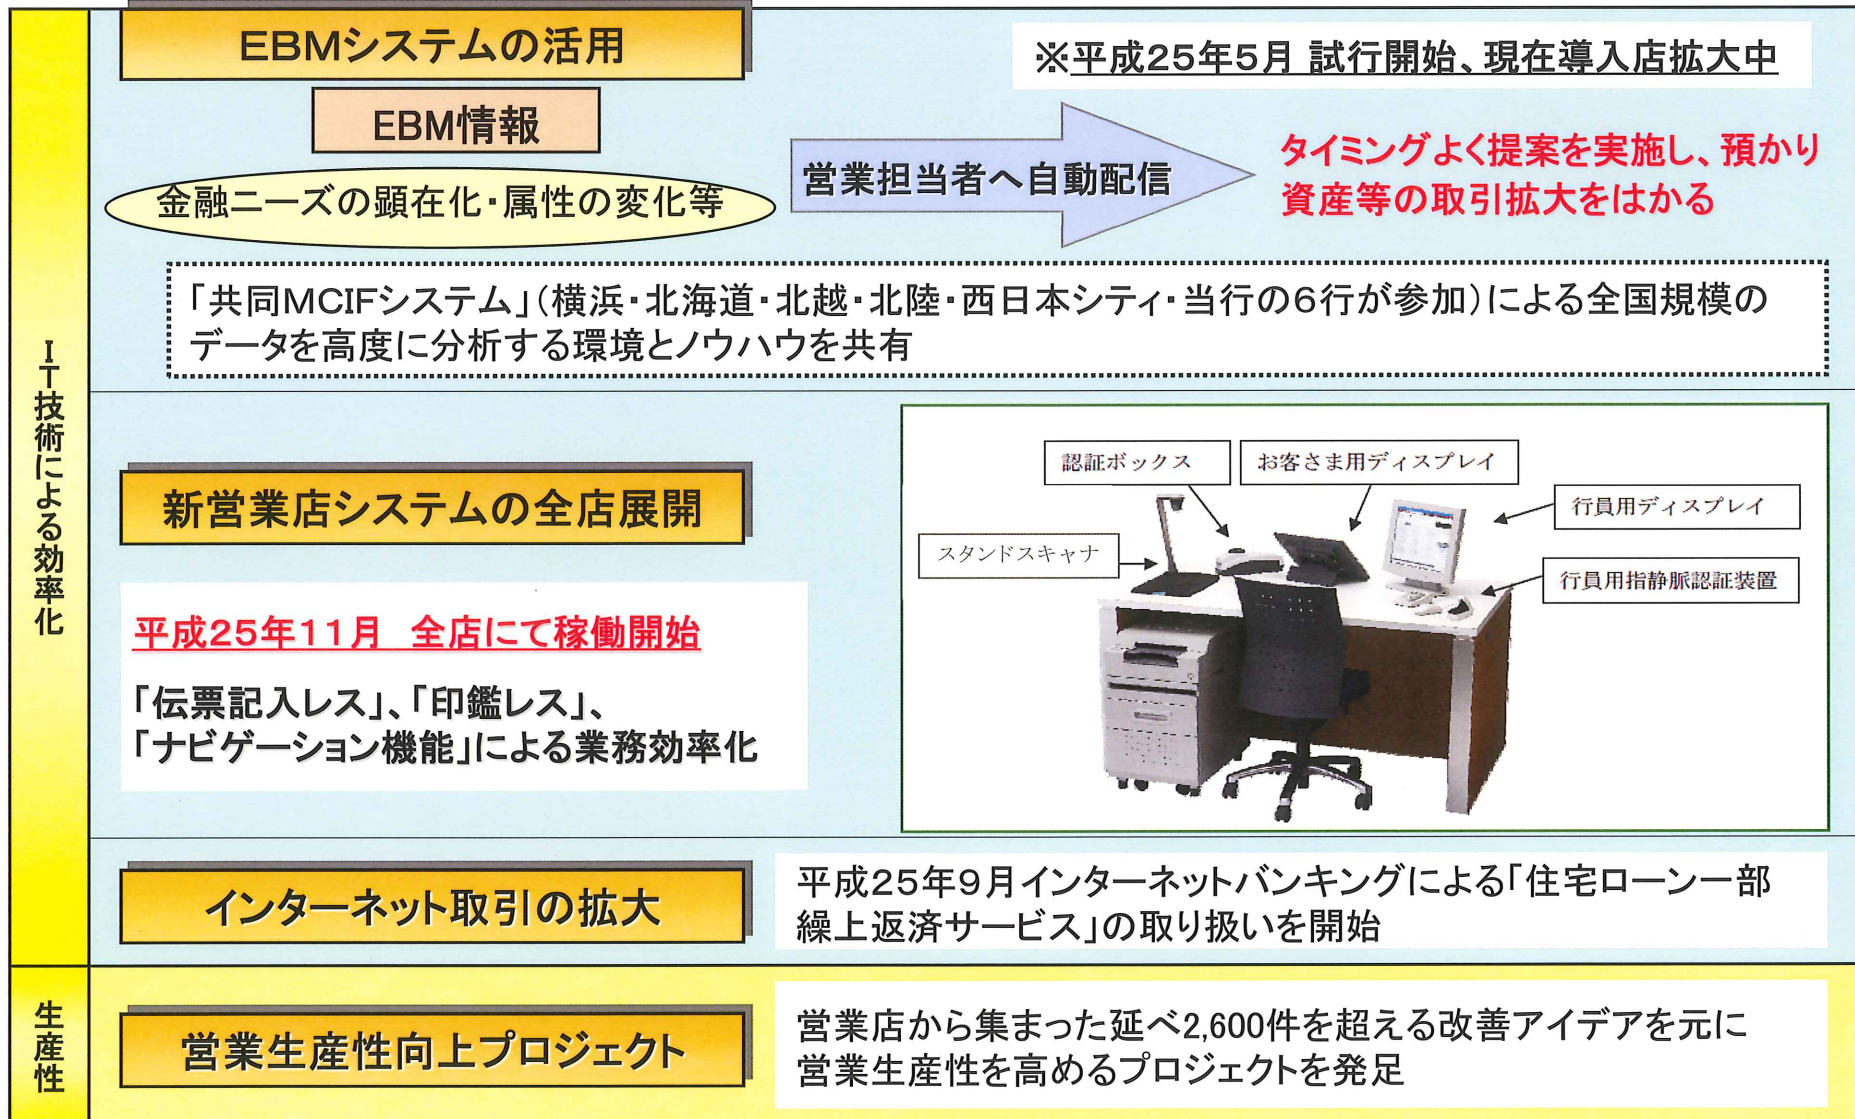 IT技術による効率化
EBMシステムの活用
※平成25年5月 試行開始、現在導入店拡大中
EBM情報
金融ニーズの顕在化・属性の変化等
営業担当者へ自動配信
タイミングよく提案を実施し、預かり
資産等の取引拡大をはかる
「共同MCIFシステム」（横浜・北海道・北越・北陸・西日本シティ・当行の6行が参加）による全国規模の
データを高度に分析する環境とノウハウを共有
新営業店システムの全店展開
平成25年11月　全店にて稼働開始
「伝票記入レス」、「印鑑レス」、
「ナビゲーション機能」による業務効率化
認証ボックス
お客さま用ディスプレイ
行員用ディスプレイ
スタンドスキャナ
行員用指静脈認証装置
インターネット取引の拡大
平成25年9月インターネットバンキングによる「住宅ローン一部
繰上返済サービス」の取り扱いを開始
生産性
営業生産性向上プロジェクト
営業店から集まった延べ2,600件を超える改善アイデアを元に
営業生産性を高めるプロジェクトを発足